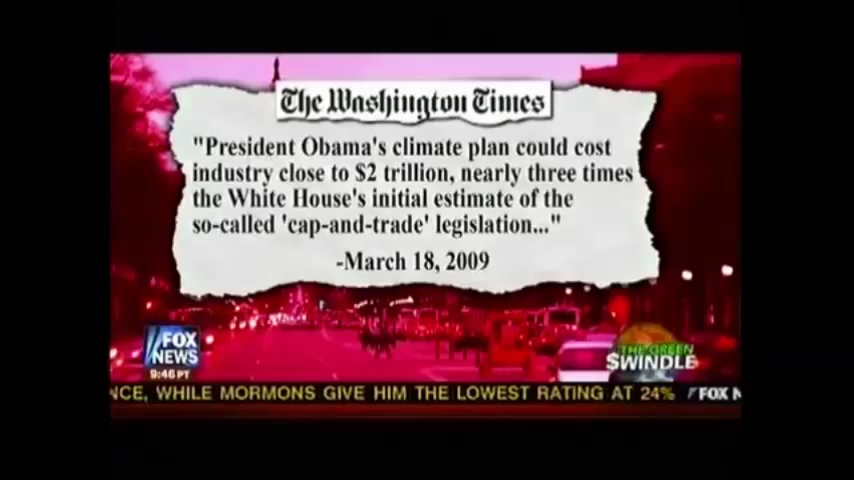 The Washington Times
"President Obama's climate plan could cost
industry close to $2 trillion, nearly three times
the White House's initial estimate of the
so-called 'cap-and-trade' legislation..."
-March 18, 2009
FOX
NEWS
9:46 PT
THE GREEN
$WINDLE
NCE, WHILE MORMONS GIVE HIM THE LOWEST RATING AT 24% FOX N